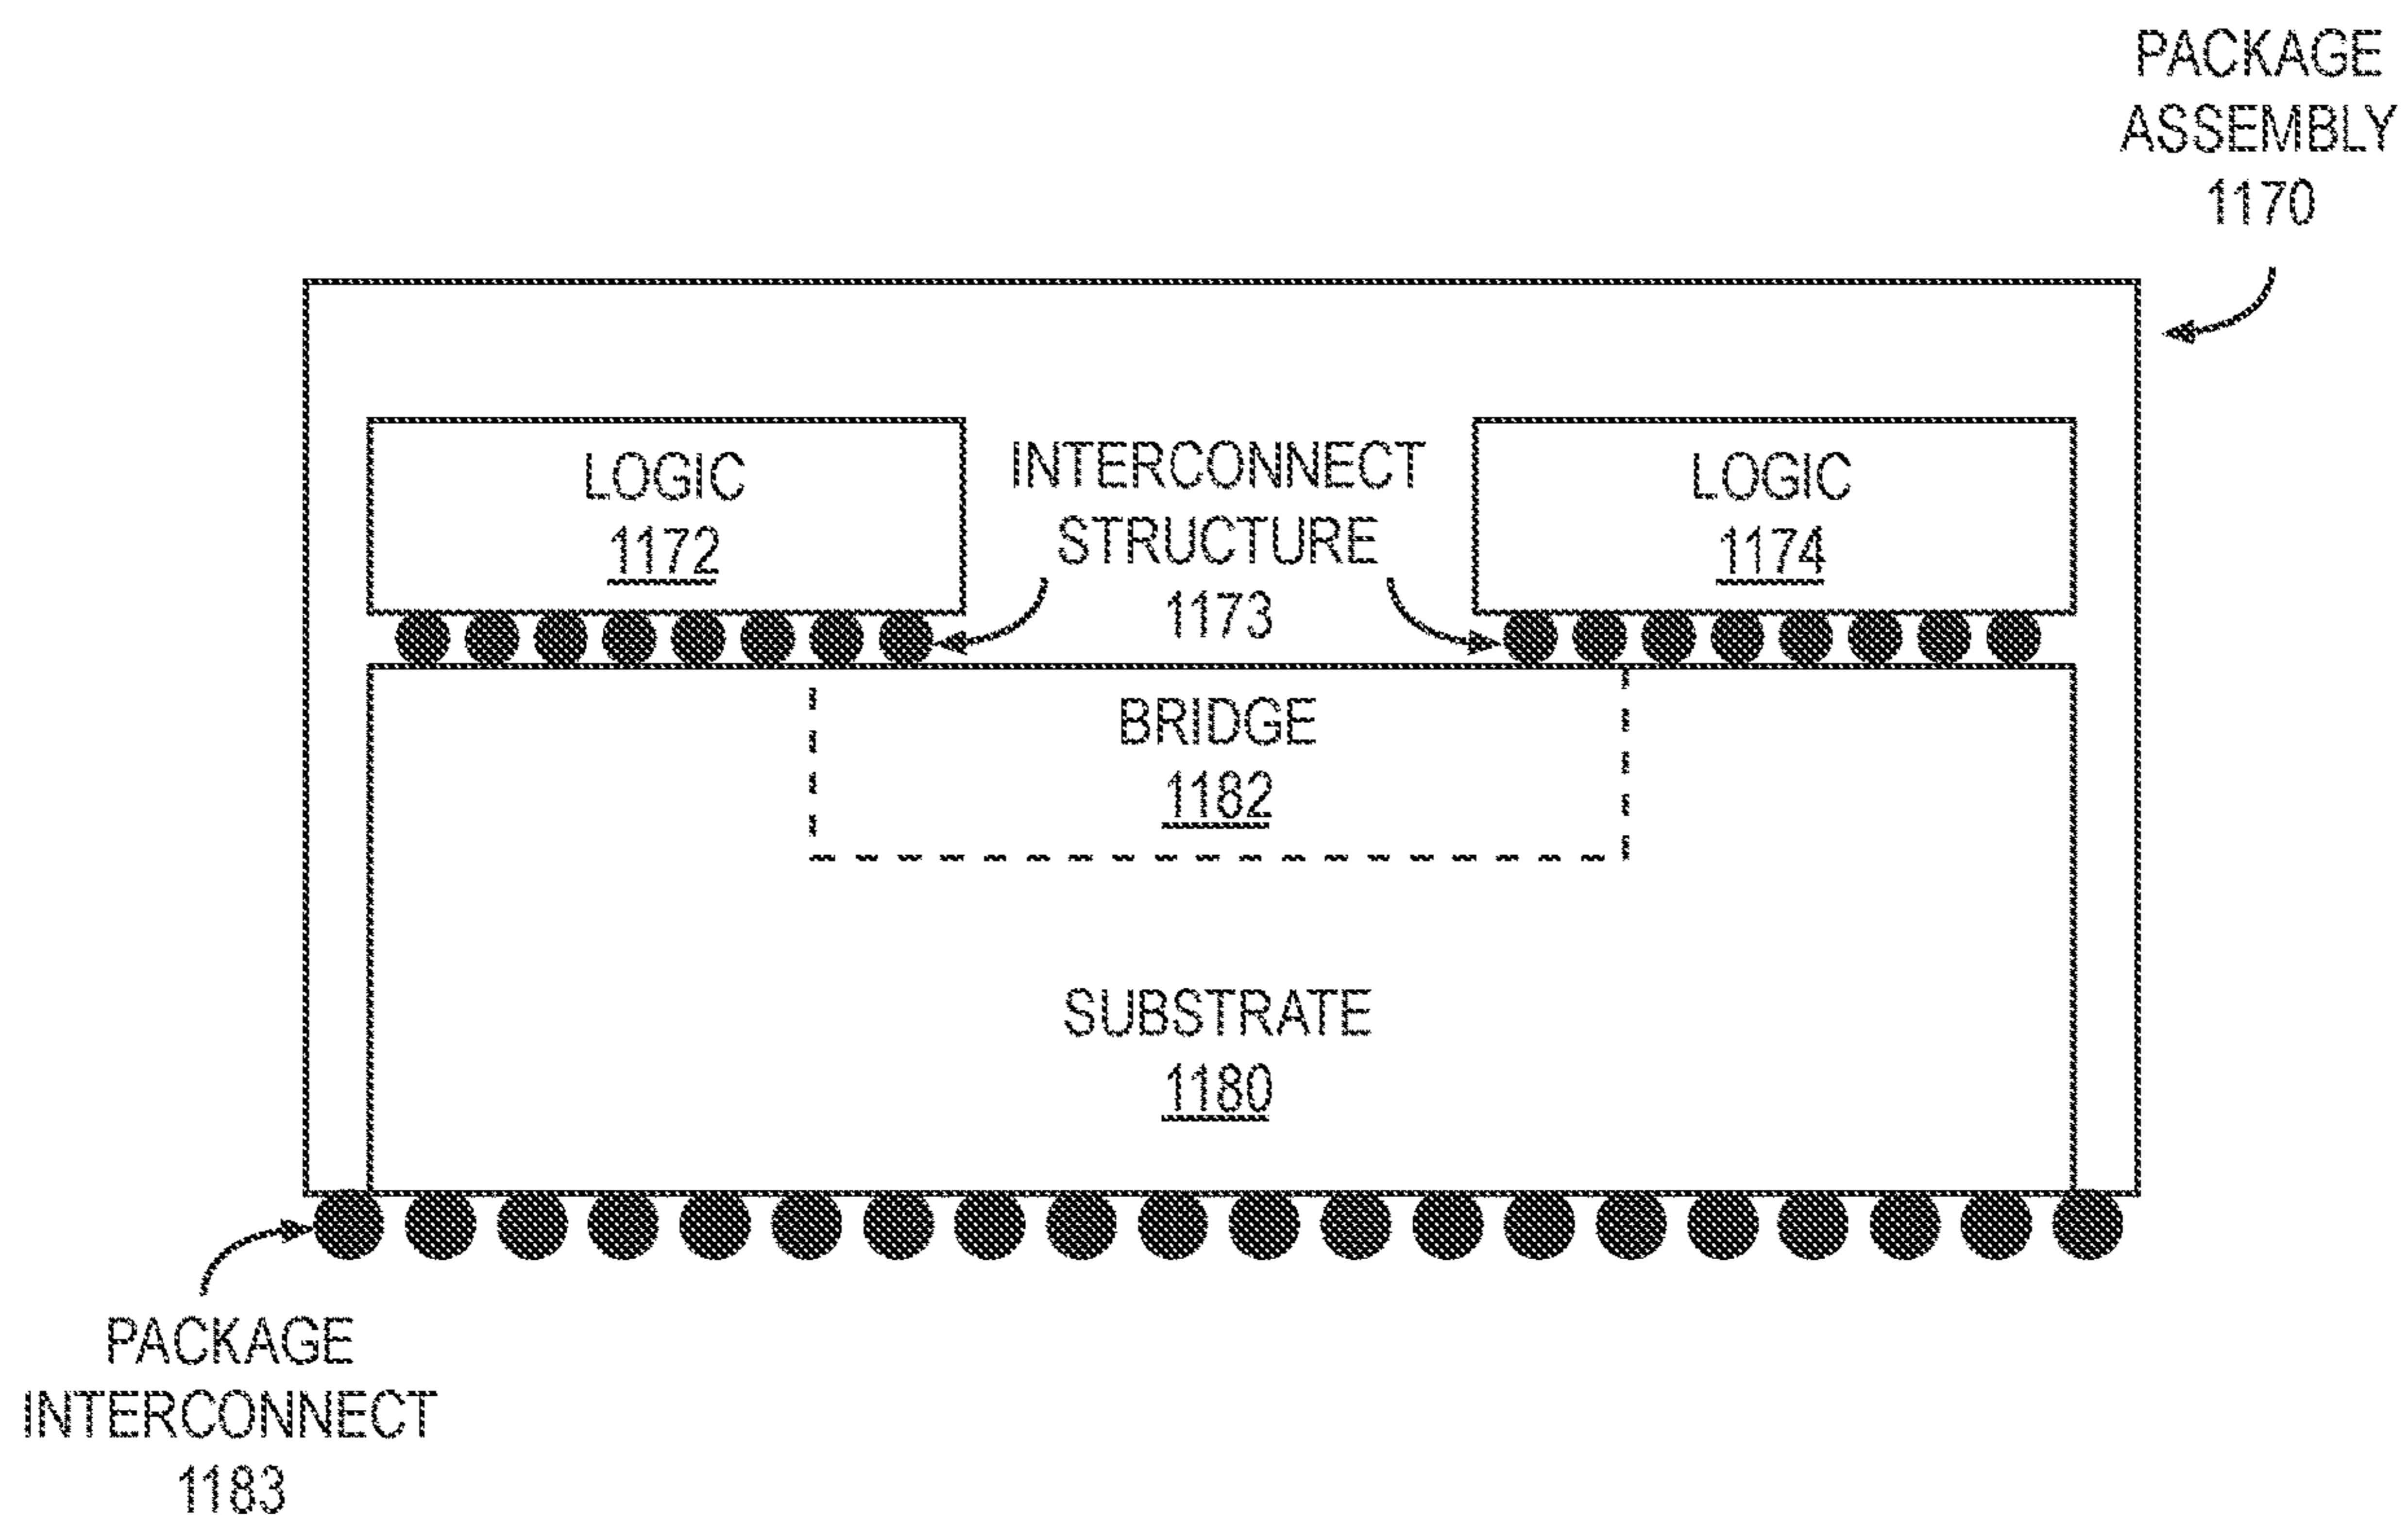 PACKAGE
ASSEMBLY
1170
LOGIC
1172
INTERCONNECT
STRUCTURE
1173
LOGIC
1174
BRIDGE
1182
SUBSTRATE
1180
PACKAGE
INTERCONNECT
1183